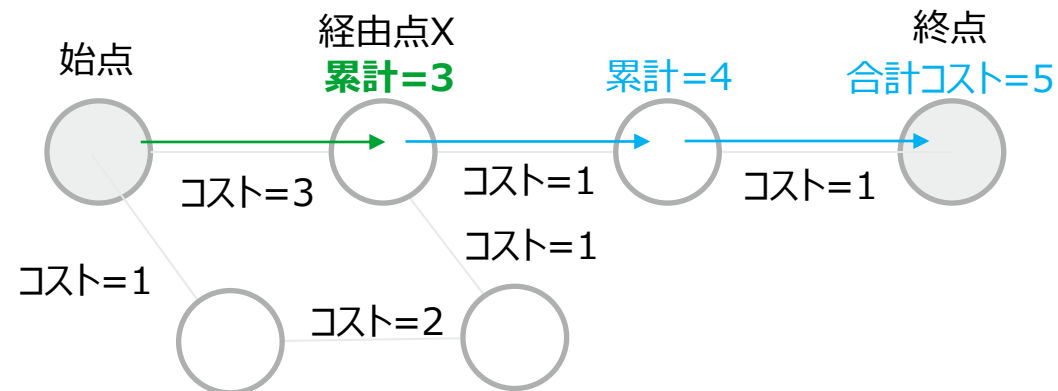 始点
経由点X
累計=3
累計=4
終点
合計コスト=5
コスト=3
コスト=1
コスト=1
コスト=1
コスト=1
コスト=2